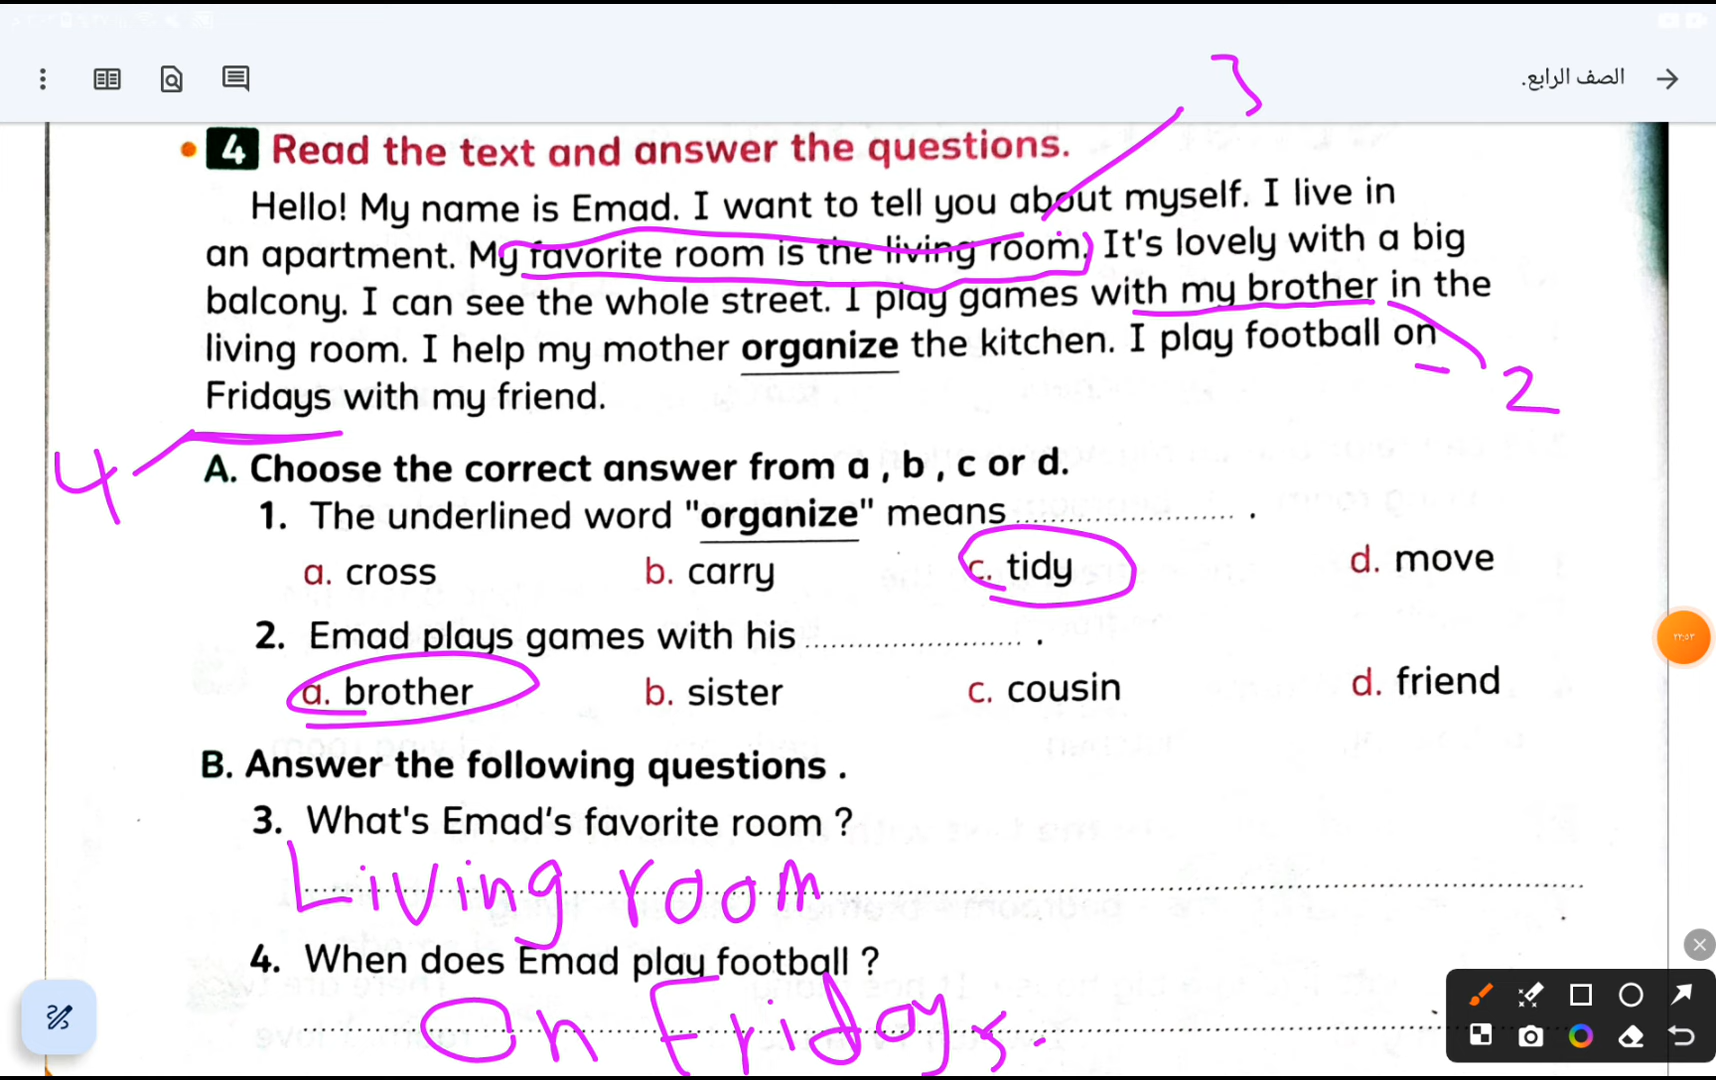 الصف الرابع.
3
4 Read the text and answer the questions.
Hello! My name is Emad. I want to tell you about myself. I live in
an apartment. My favorite room is the living room. It's lovely with a big
balcony. I can see the whole street. I play games with my brother in the
living room. I help my mother organize the kitchen. I play football on
Fridays with my friend.
2
4
A. Choose the correct answer from a , b , c or d.
1. The underlined word "organize" means .................... .
a. cross b. carry c. tidy d. move
2. Emad plays games with his .................... .
a. brother b. sister c. cousin d. friend
B. Answer the following questions .
3. What's Emad's favorite room ?
Living room
4. When does Emad play football ?
On Fridays.
٢٢:٥٣